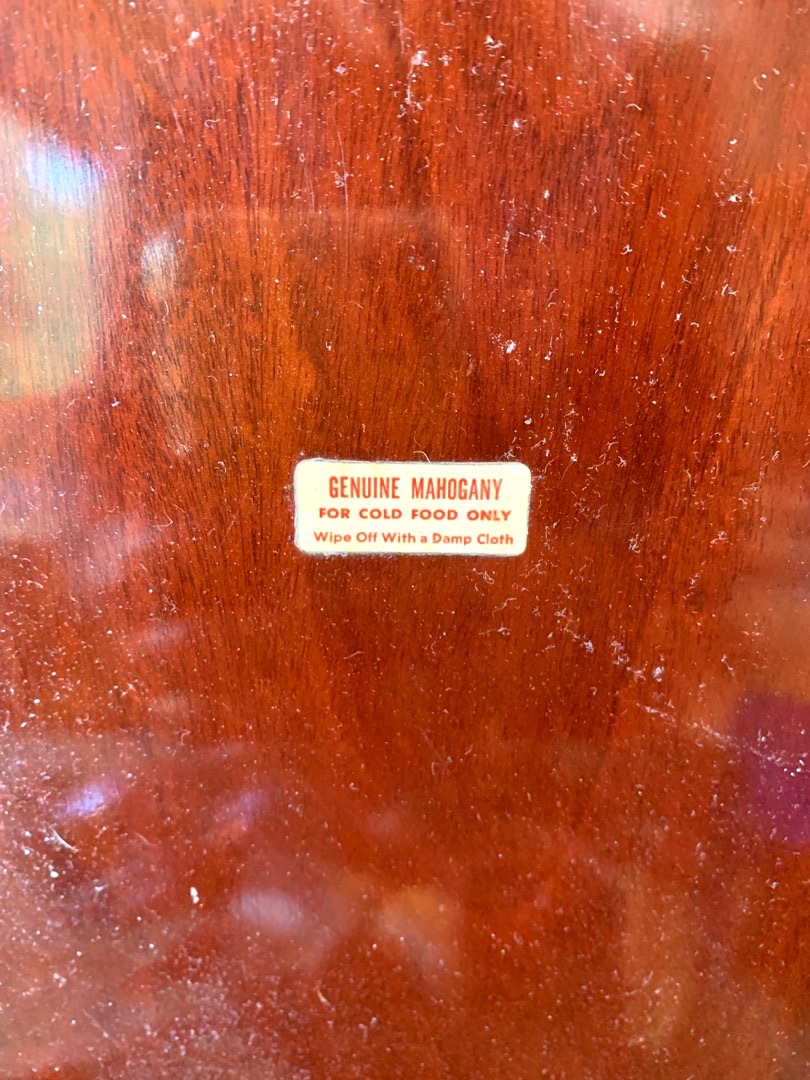 GENUINE MAHOGANY
FOR COLD FOOD ONLY
Wipe Off With a Damp Cloth